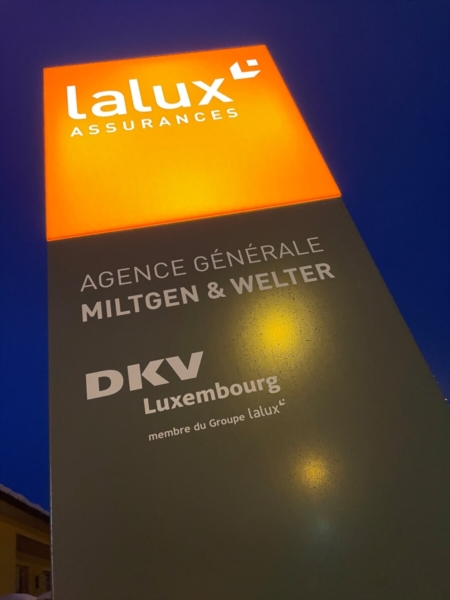 lalux
ASSURANCES
AGENCE GÉNÉRALE
MILTGEN & WELTER
DKV
Luxembourg
membre du Groupe lalux